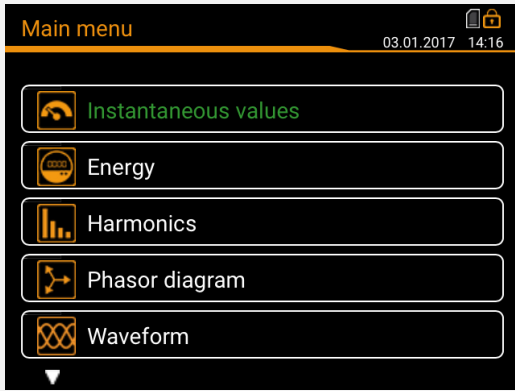 Main menu
03.01.2017 14:16
Instantaneous values
Energy
Harmonics
Phasor diagram
Waveform